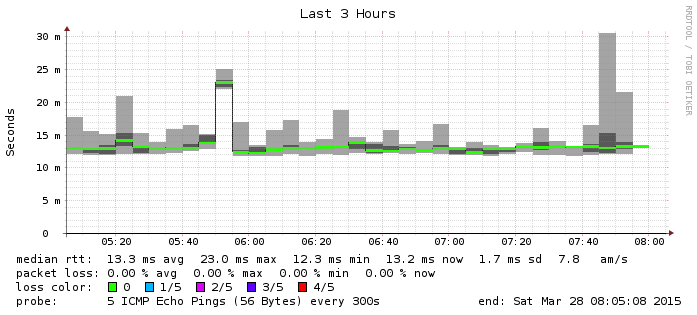 Last 3 Hours
RRDTOOL / TOBI OETIKER
Seconds
30 m
25 m
20 m
15 m
10 m
5 m
0
05:20 05:40 06:00 06:20 06:40 07:00 07:20 07:40 08:00
median rtt: 13.3 ms avg 23.0 ms max 12.3 ms min 13.2 ms now 1.7 ms sd 7.8 am/s
packet loss: 0.00 % avg 0.00 % max 0.00 % min 0.00 % now
loss color: 0 1/5 2/5 3/5 4/5
probe: 5 ICMP Echo Pings (56 Bytes) every 300s end: Sat Mar 28 08:05:08 2015